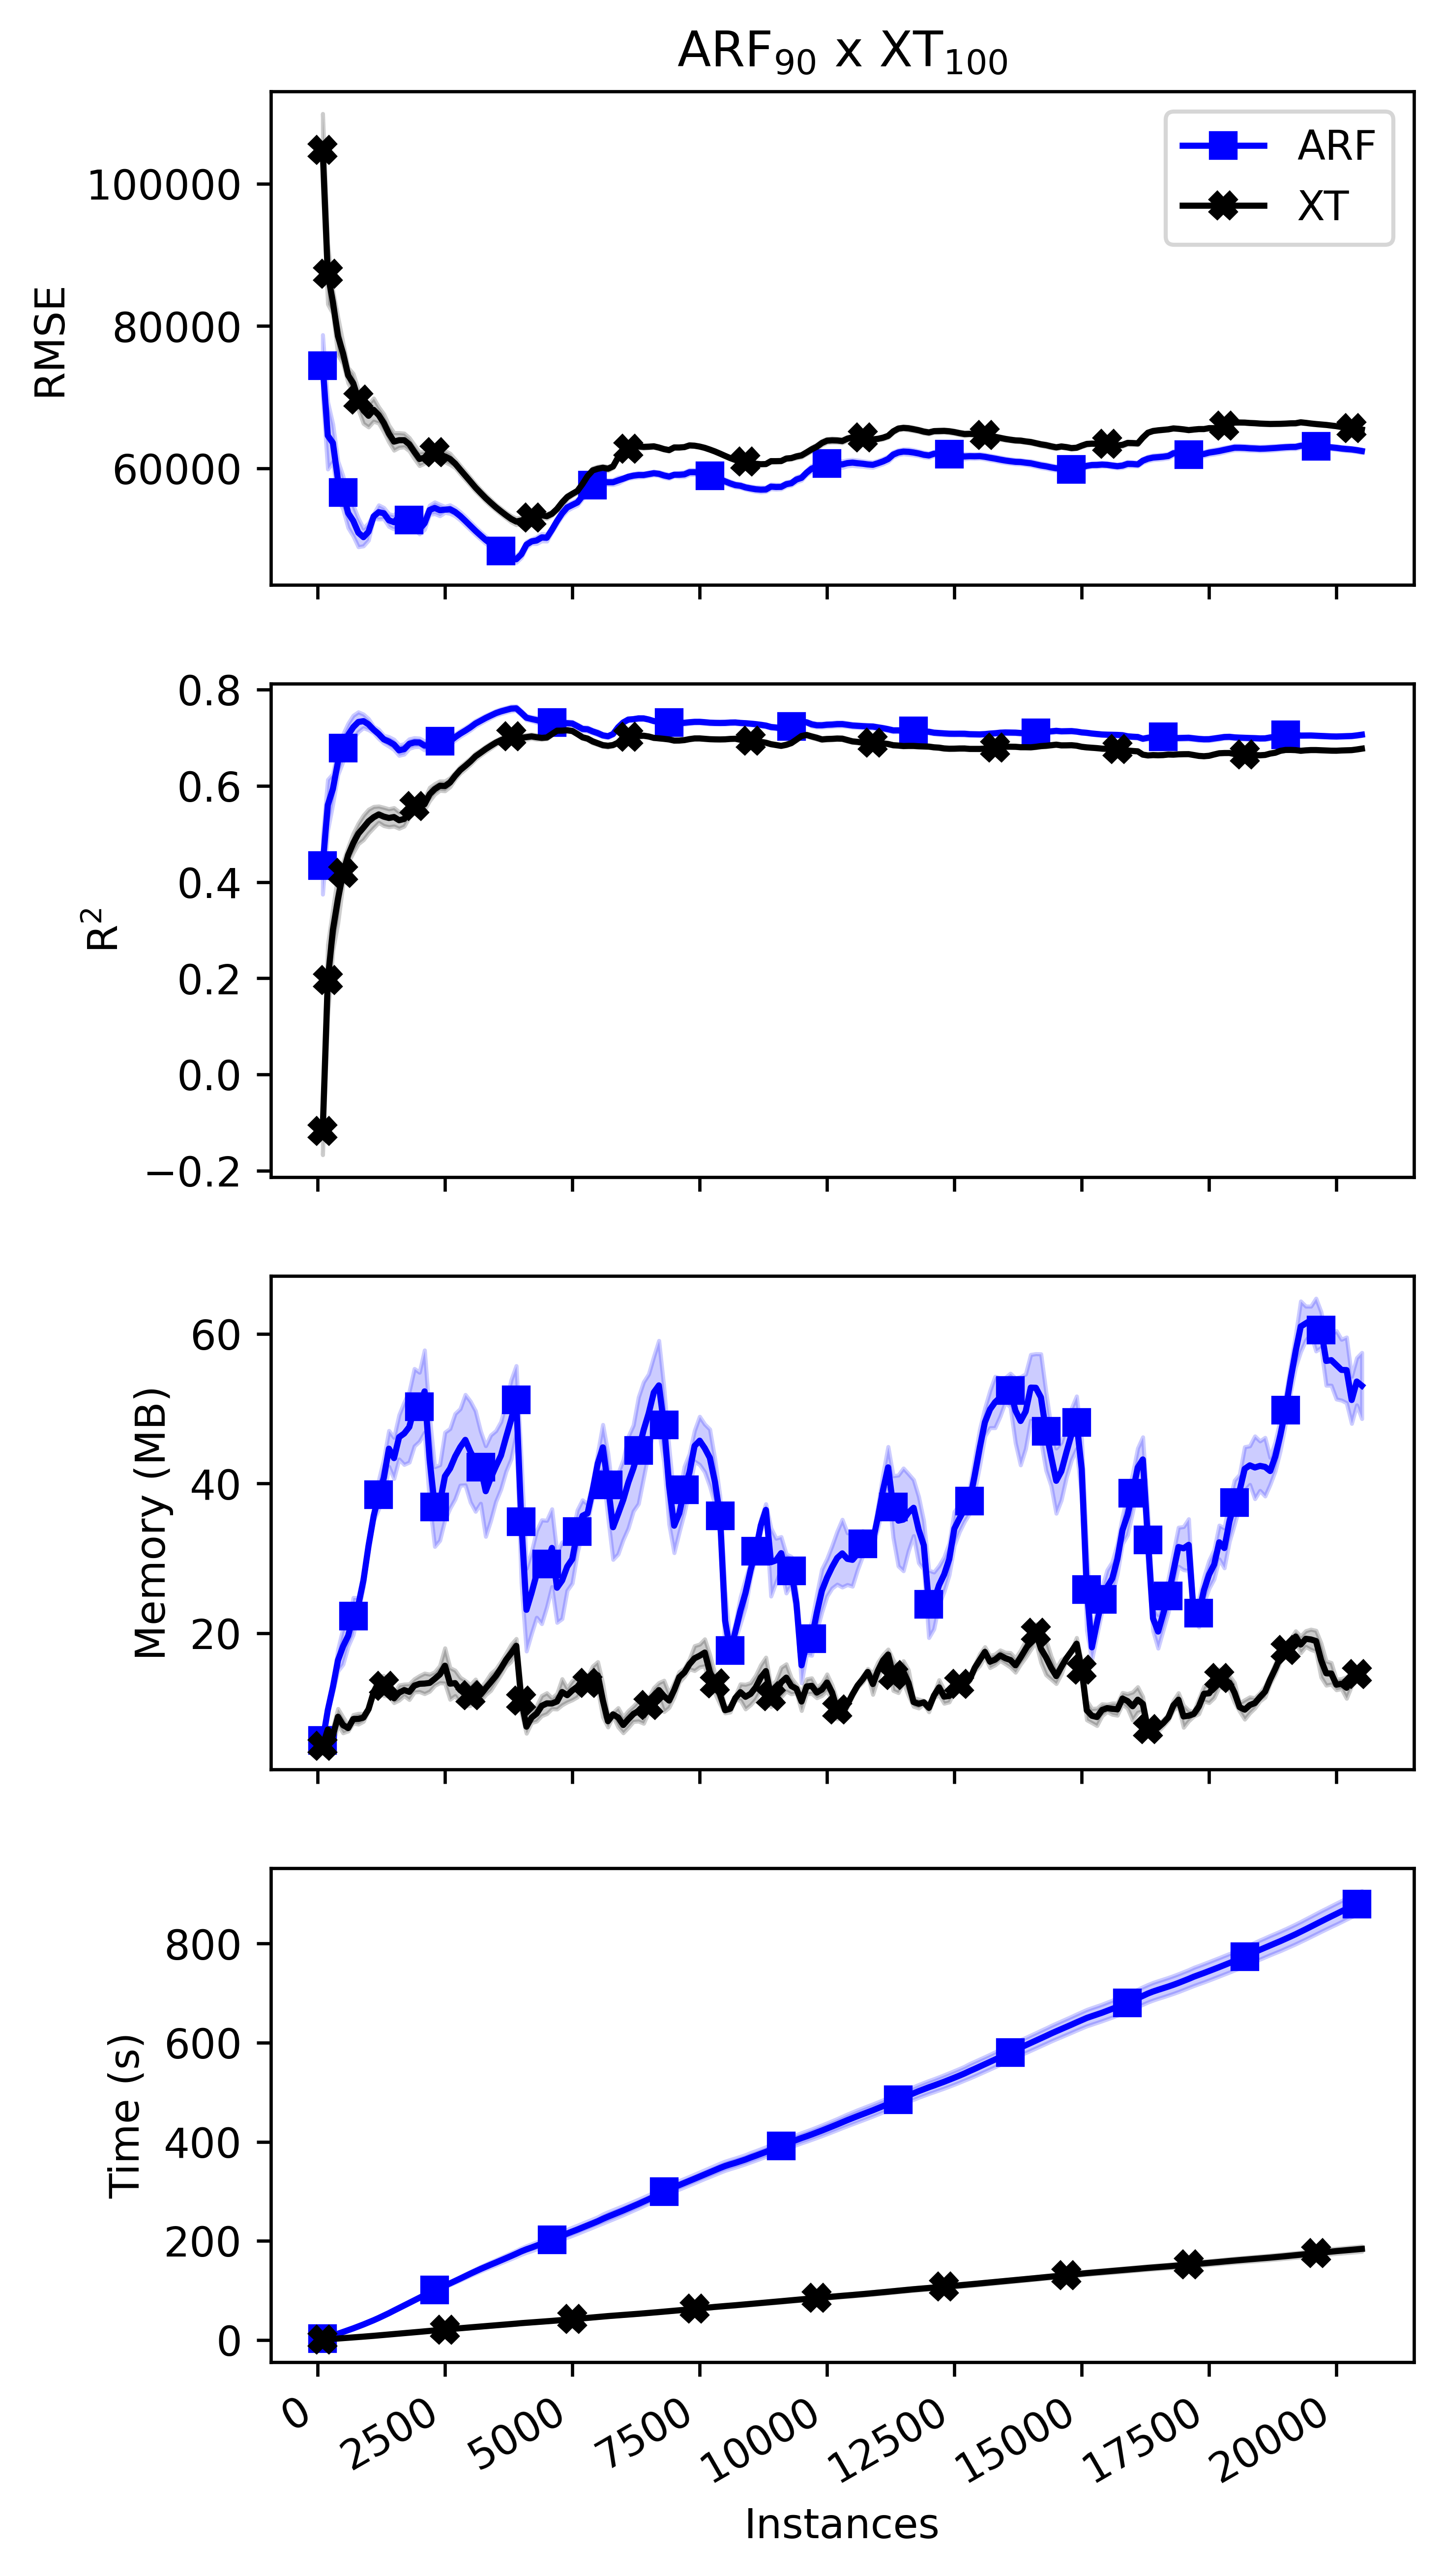 ARF₉₀ x XT₁₀₀
ARF
XT
RMSE
100000
80000
60000
R²
0.8
0.6
0.4
0.2
0.0
−0.2
Memory (MB)
60
40
20
Time (s)
800
600
400
200
0
0 2500 5000 7500 10000 12500 15000 17500 20000
Instances